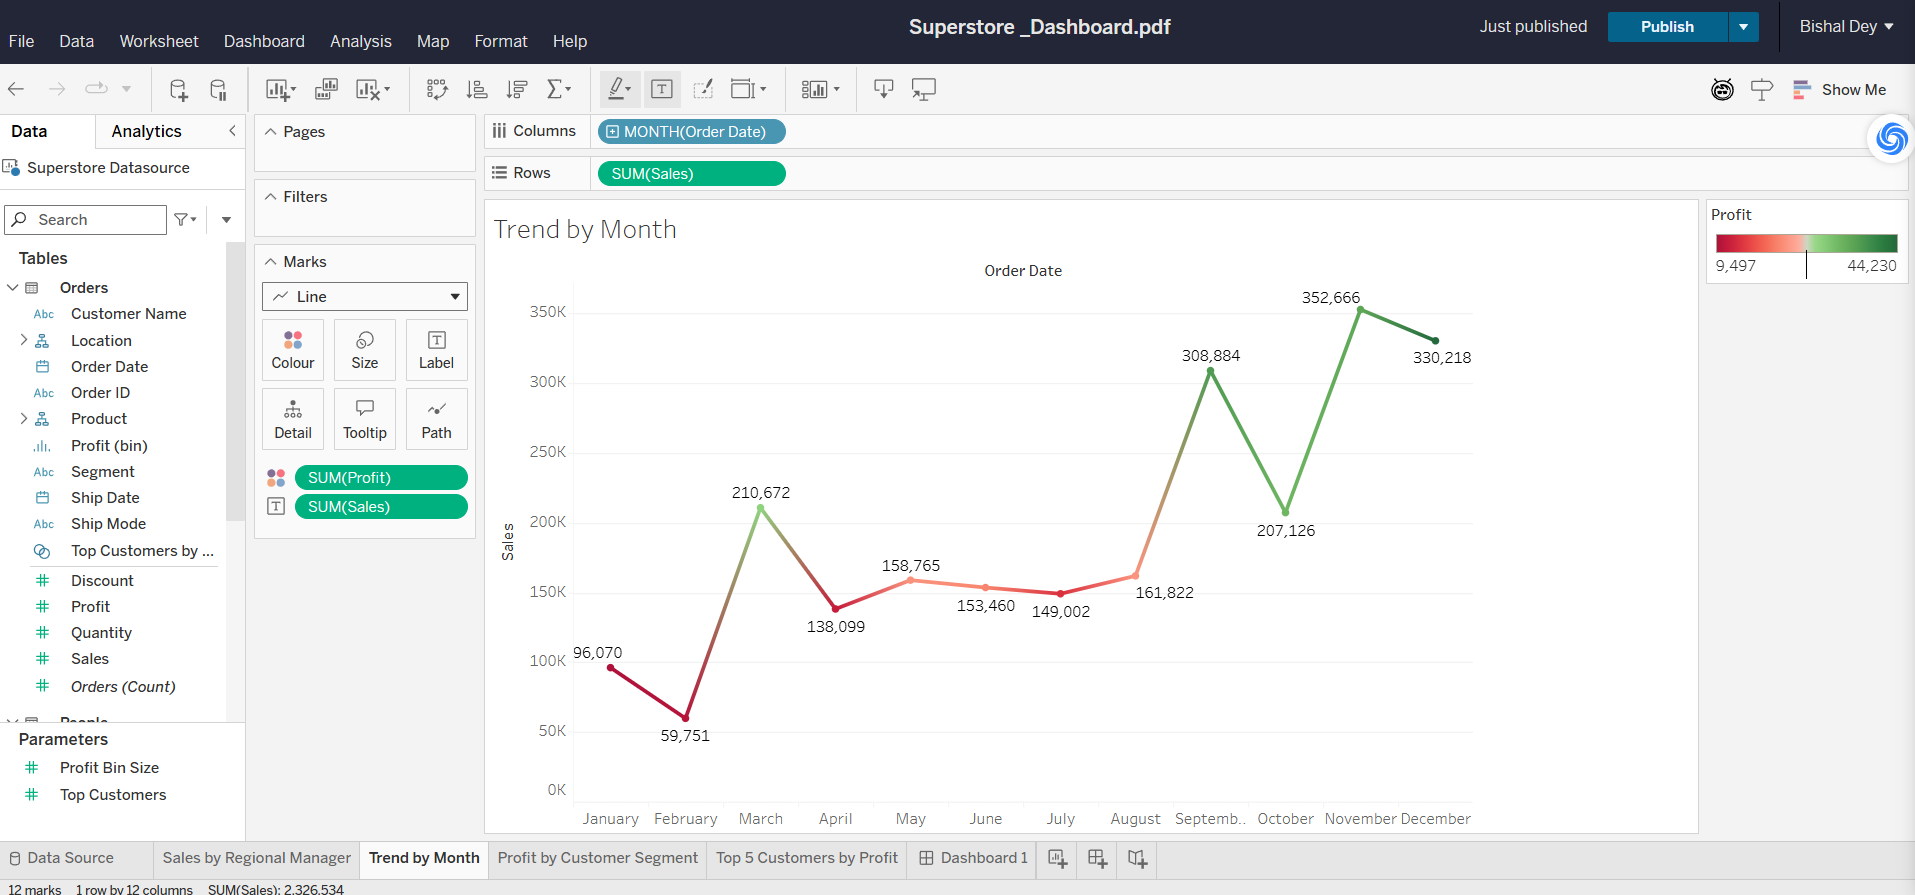 Superstore _Dashboard.pdf
Just published
Publish
Bishal Dey
File Data Worksheet Dashboard Analysis Map Format Help
Show Me
Data
Analytics
Superstore Datasource
Search
Tables
Orders
Abc Customer Name
Location
Order Date
Abc Order ID
Product
Profit (bin)
Abc Segment
Ship Date
Abc Ship Mode
Top Customers by ...
Discount
Profit
Quantity
Sales
Orders (Count)
People
Parameters
Profit Bin Size
Top Customers
Pages
Filters
Marks
Line
Colour Size Label
Detail Tooltip Path
SUM(Profit)
SUM(Sales)
Columns MONTH(Order Date)
Rows SUM(Sales)
Trend by Month
Order Date
Sales
350K
300K
250K
200K
150K
100K
50K
0K
96,070
59,751
210,672
138,099
158,765
153,460
149,002
161,822
308,884
207,126
352,666
330,218
January February March April May June July August Septemb.. October November December
Profit
9,497 44,230
Data Source Sales by Regional Manager Trend by Month Profit by Customer Segment Top 5 Customers by Profit Dashboard 1
12 marks 1 row by 12 columns SUM(Sales): 2,326,534